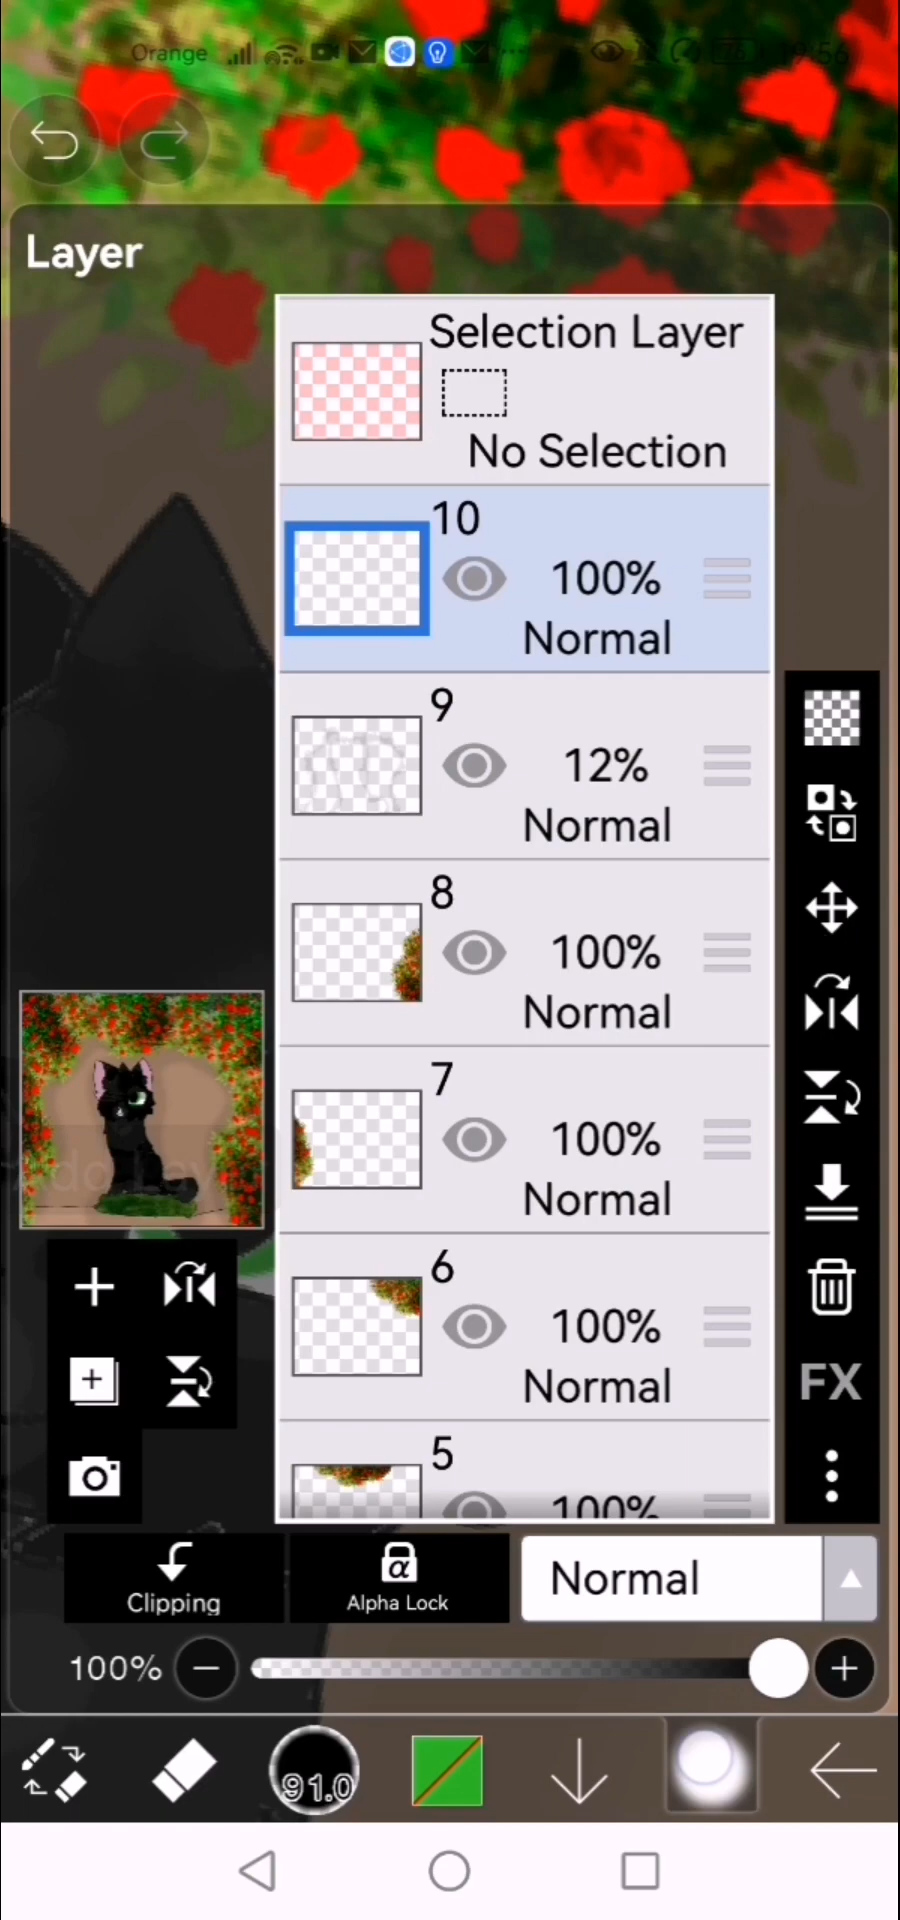 Orange
Layer
Selection Layer
No Selection
10
100%
Normal
9
12%
Normal
8
100%
Normal
7
100%
Normal
6
100%
Normal
5
100%
FX
α
Clipping
Alpha Lock
Normal
100%
91.0